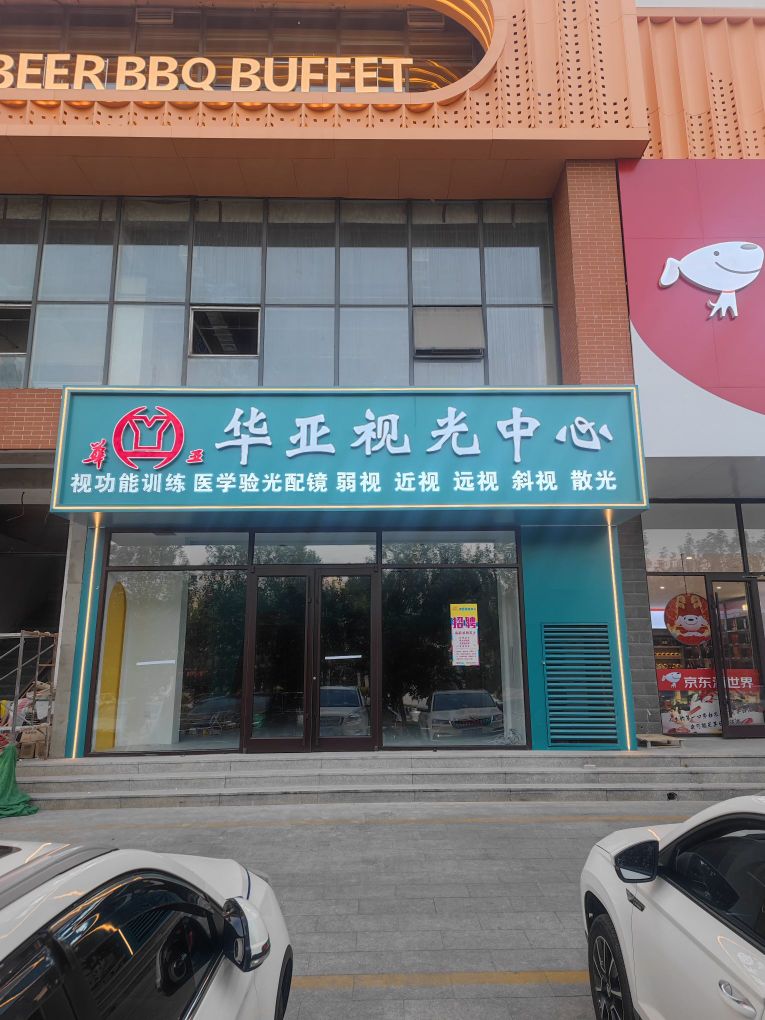 BEER BBQ BUFFET
華 亚 华亚视光中心
视功能训练 医学验光配镜 弱视 近视 远视 斜视 散光
招聘
京东 世界